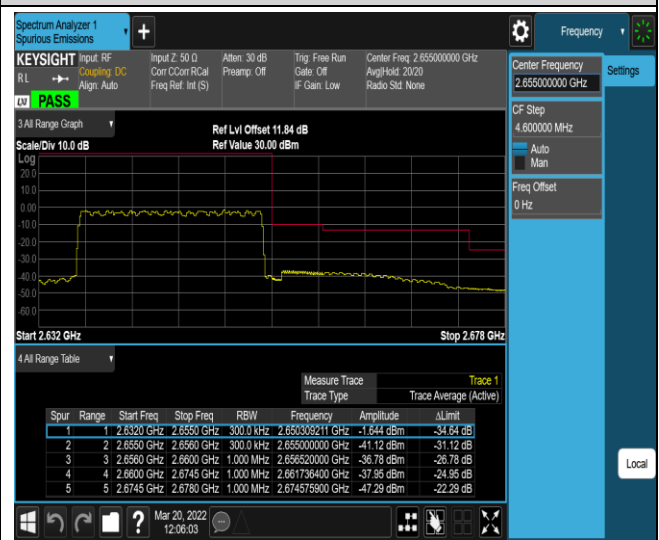 Spectrum Analyzer 1
Spurious Emissions
+
Frequency
KEYSIGHT Input: RF Input Z: 50 Ω Atten: 30 dB Trig: Free Run Center Freq: 2.655000000 GHz
RL Coupling: DC Corr CCorr RCal Preamp: Off Gate: Off Avg|Hold: 20/20
Align: Auto Freq Ref: Int (S) IF Gain: Low Radio Std: None
LXI PASS
Center Frequency
2.655000000 GHz
Settings
CF Step
4.600000 MHz
Auto
Man
Freq Offset
0 Hz
3 All Range Graph
Ref Lvl Offset 11.84 dB
Scale/Div 10.0 dB Ref Value 30.00 dBm
Log
20.0
10.0
0.00
-10.0
-20.0
-30.0
-40.0
-50.0
-60.0
Start 2.632 GHz Stop 2.678 GHz
4 All Range Table
Measure Trace Trace 1
Trace Type Trace Average (Active)
Spur Range Start Freq Stop Freq RBW Frequency Amplitude ΔLimit
1 1 2.6320 GHz 2.6550 GHz 300.0 kHz 2.650309211 GHz -1.644 dBm -34.64 dB
2 2 2.6550 GHz 2.6560 GHz 300.0 kHz 2.655000000 GHz -41.12 dBm -31.12 dB
3 3 2.6560 GHz 2.6600 GHz 1.000 MHz 2.656520000 GHz -36.78 dBm -26.78 dB
4 4 2.6600 GHz 2.6745 GHz 1.000 MHz 2.661736400 GHz -37.95 dBm -24.95 dB
5 5 2.6745 GHz 2.6780 GHz 1.000 MHz 2.674575900 GHz -47.29 dBm -22.29 dB
Local
? Mar 20, 2022
12:06:03